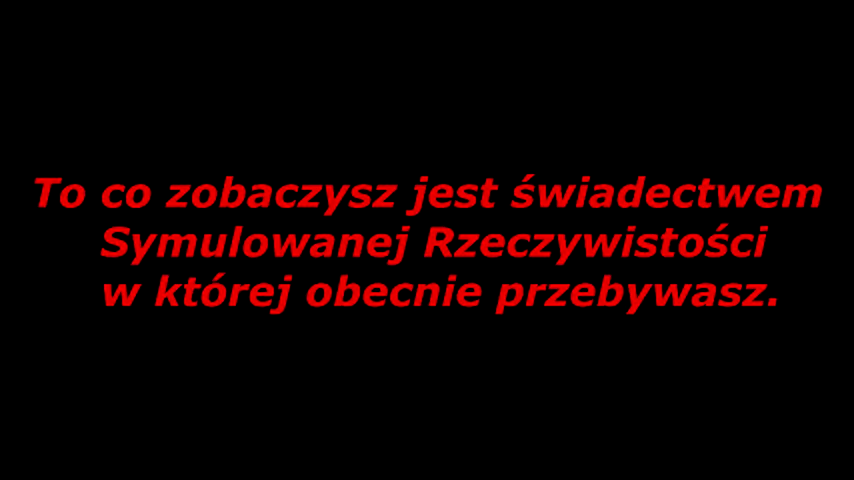 To co zobaczysz jest świadectwem
Symulowanej Rzeczywistości
w której obecnie przebywasz.